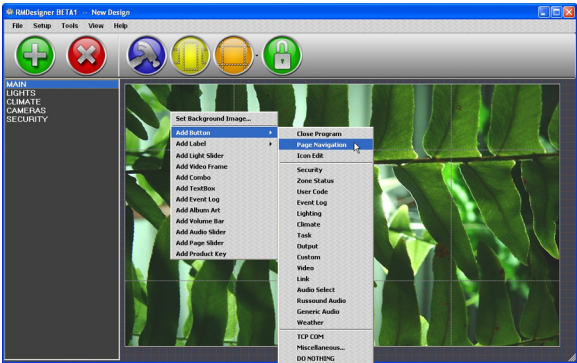 RMDesigner BETA1 -- New Design
File Setup Tools View Help
MAIN
LIGHTS
CLIMATE
CAMERAS
SECURITY
Set Background Image...
Add Button
Add Label
Add Light Slider
Add Video Frame
Add Combo
Add TextBox
Add Event Log
Add Album Art
Add Volume Bar
Add Audio Slider
Add Page Slider
Add Product Key
Close Program
Page Navigation
Icon Edit
Security
Zone Status
User Code
Event Log
Lighting
Climate
Task
Output
Custom
Video
Link
Audio Select
Russound Audio
Generic Audio
Weather
TCP COM
Miscellaneous...
DO NOTHING